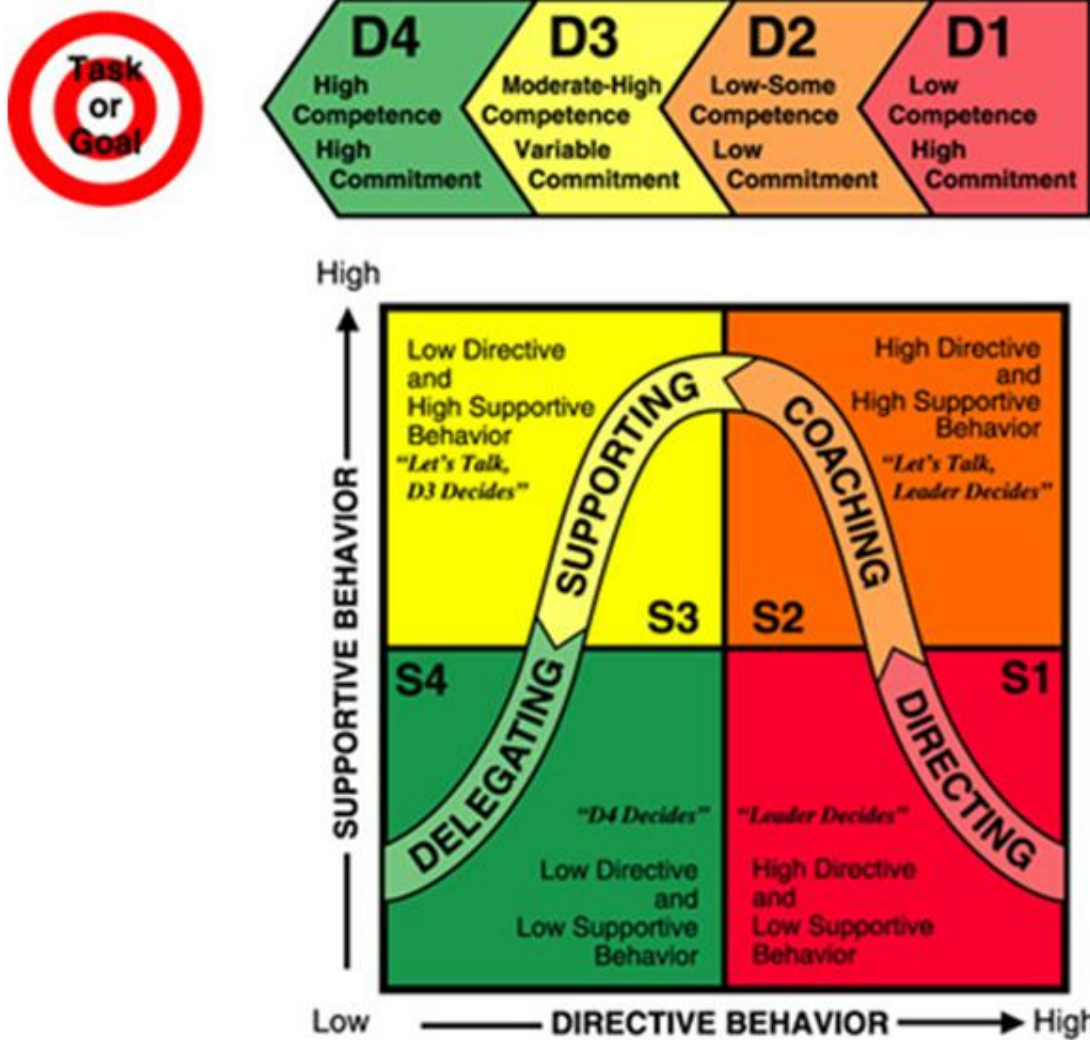 Task
or
Goal
D4
High
Competence
High
Commitment
D3
Moderate-High
Competence
Variable
Commitment
D2
Low-Some
Competence
Low
Commitment
D1
Low
Competence
High
Commitment
High
SUPPORTIVE BEHAVIOR
Low Directive
and
High Supportive
Behavior
“Let’s Talk,
D3 Decides”
SUPPORTING
S3
High Directive
and
High Supportive
Behavior
“Let’s Talk,
Leader Decides”
COACHING
S2
S4
DELEGATING
“D4 Decides”
Low Directive
and
Low Supportive
Behavior
S1
DIRECTING
“Leader Decides”
High Directive
and
Low Supportive
Behavior
Low
DIRECTIVE BEHAVIOR
High